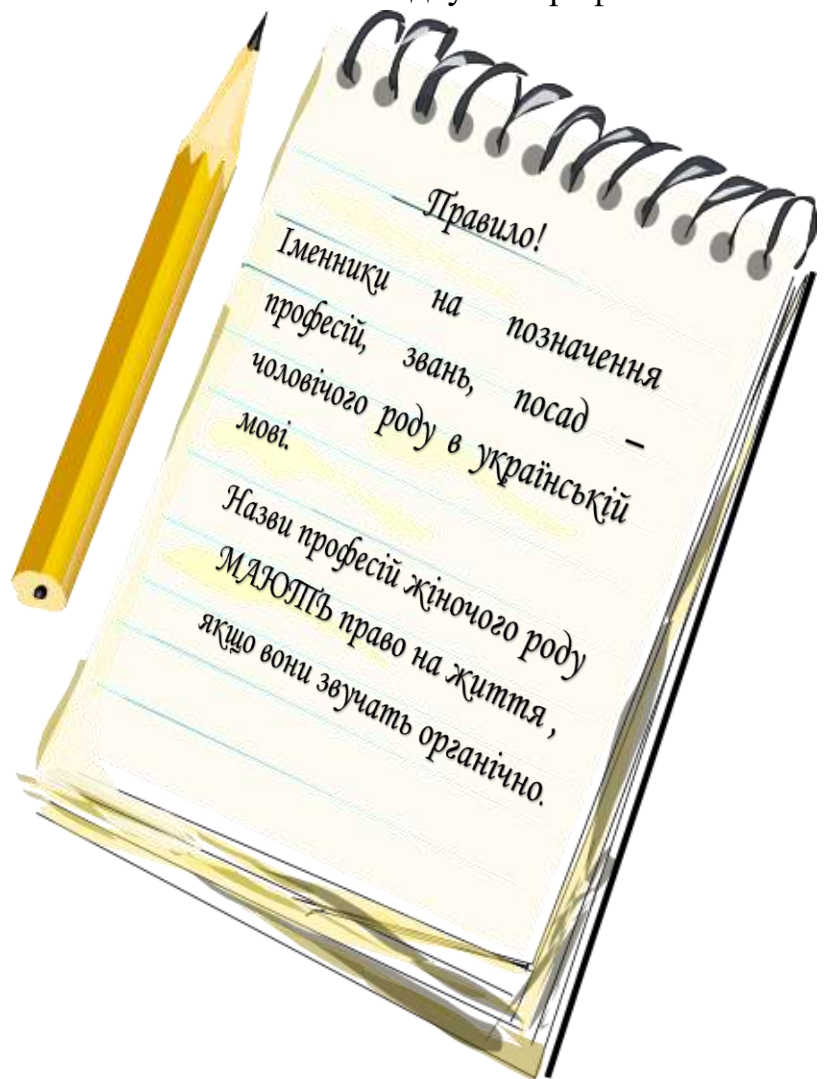 Правило!
Іменники на позначення
професій, звань, посад –
чоловічого роду в українській
мові.
Назви професій жіночого роду
МАЮТЬ право на життя ,
якщо вони звучать органічно.